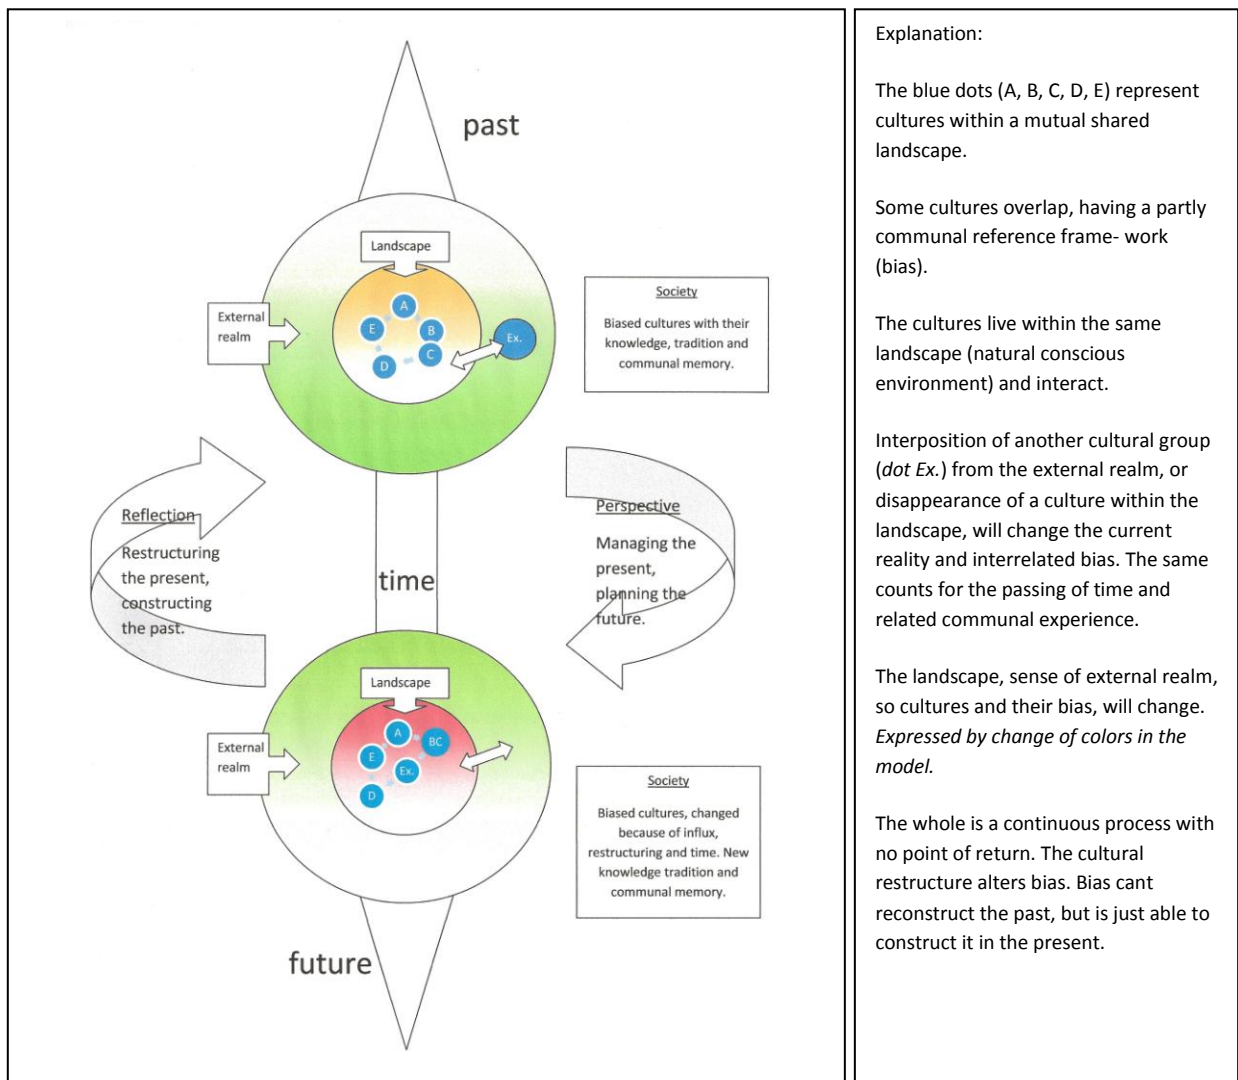 past
Landscape
External
realm
A
E
B
C
D
Ex.
Society
Biased cultures with their
knowledge, tradition and
communal memory.
Reflection
Restructuring
the present,
constructing
the past.
time
Perspective
Managing the
present,
planning the
future.
Landscape
External
realm
A
BC
E
Ex.
D
Society
Biased cultures, changed
because of influx,
restructuring and time. New
knowledge tradition and
communal memory.
future
Explanation:
The blue dots (A, B, C, D, E) represent
cultures within a mutual shared
landscape.
Some cultures overlap, having a partly
communal reference frame- work
(bias).
The cultures live within the same
landscape (natural conscious
environment) and interact.
Interposition of another cultural group
(dot Ex.) from the external realm, or
disappearance of a culture within the
landscape, will change the current
reality and interrelated bias. The same
counts for the passing of time and
related communal experience.
The landscape, sense of external realm,
so cultures and their bias, will change.
Expressed by change of colors in the
model.
The whole is a continuous process with
no point of return. The cultural
restructure alters bias. Bias cant
reconstruct the past, but is just able to
construct it in the present.